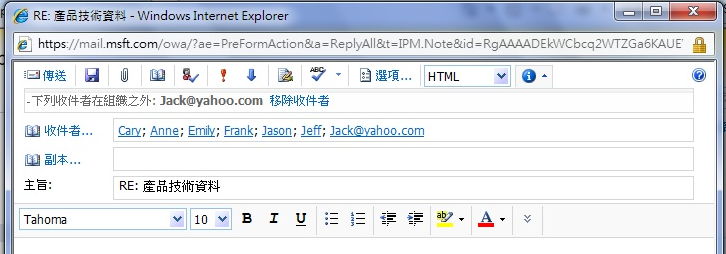 RE: 產品技術資料 - Windows Internet Explorer
https://mail.msft.com/owa/?ae=PreFormAction&a=ReplyAll&t=IPM.Note&id=RgAAAADEkWCbcq2WTZGa6KAUE
傳送 ABC 選項... HTML
- 下列收件者在組織之外: Jack@yahoo.com 移除收件者
收件者... Cary; Anne; Emily; Frank; Jason; Jeff; Jack@yahoo.com
副本...
主旨: RE: 產品技術資料
Tahoma 10 B I U ab A